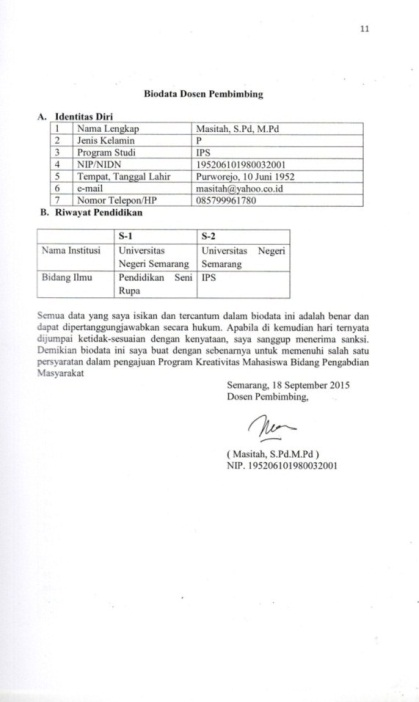 11
Biodata Dosen Pembimbing
A. Identitas Diri
1 Nama Lengkap Masitah, S.Pd, M.Pd
2 Jenis Kelamin P
3 Program Studi IPS
4 NIP/NIDN 195206101980032001
5 Tempat, Tanggal Lahir Purworejo, 10 Juni 1952
6 e-mail masitah@yahoo.co.id
7 Nomor Telepon/HP 085799961780
B. Riwayat Pendidikan
S-1 S-2
Nama Institusi Universitas Universitas Negeri
Negeri Semarang Semarang
Bidang Ilmu Pendidikan Seni IPS
Rupa
Semua data yang saya isikan dan tercantum dalam biodata ini adalah benar dan
dapat dipertanggungjawabkan secara hukum. Apabila di kemudian hari ternyata
dijumpai ketidak-sesuaian dengan kenyataan, saya sanggup menerima sanksi.
Demikian biodata ini saya buat dengan sebenarnya untuk memenuhi salah satu
persyaratan dalam pengajuan Program Kreativitas Mahasiswa Bidang Pengabdian
Masyarakat
Semarang, 18 September 2015
Dosen Pembimbing,
( Masitah, S.Pd.M.Pd )
NIP. 195206101980032001